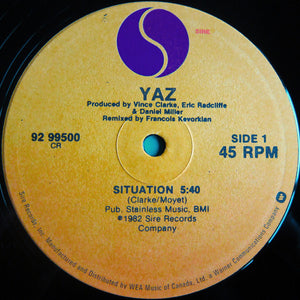 SIRE
YAZ
Produced by Vince Clarke, Eric Radcliffe
& Daniel Miller
Remixed by Francois Kevorkian
92 99500
CR
SIDE 1
45 RPM
SITUATION 5:40
(Clarke/Moyet)
Pub. Stainless Music, BMI
©1982 Sire Records
Company
Sire Records, Inc. Manufactured and Distributed by WEA Music of Canada, Ltd. a Warner Communications Company